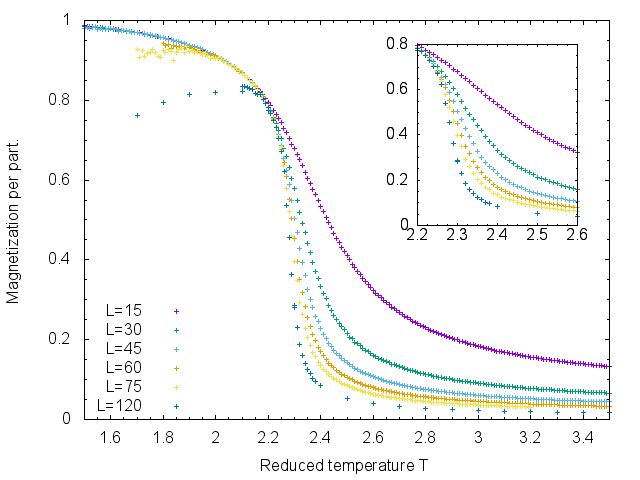 Magnetization per part.
1
0.8
0.6
0.4
0.2
0
L=15
L=30
L=45
L=60
L=75
L=120
0.8
0.6
0.4
0.2
0
2.2 2.3 2.4 2.5 2.6
1.6 1.8 2 2.2 2.4 2.6 2.8 3 3.2 3.4
Reduced temperature T